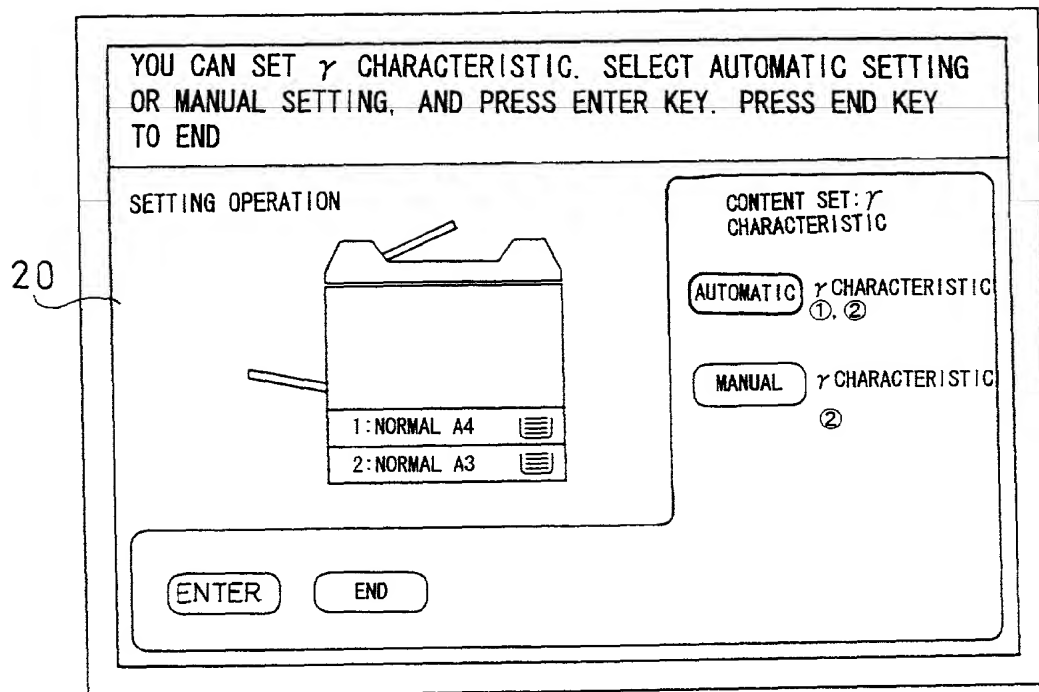 YOU CAN SET γ CHARACTERISTIC. SELECT AUTOMATIC SETTING
OR MANUAL SETTING, AND PRESS ENTER KEY. PRESS END KEY
TO END
SETTING OPERATION
CONTENT SET: γ
CHARACTERISTIC
20
AUTOMATIC γ CHARACTERISTIC
①, ②
MANUAL γ CHARACTERISTIC
②
1:NORMAL A4
2:NORMAL A3
ENTER END